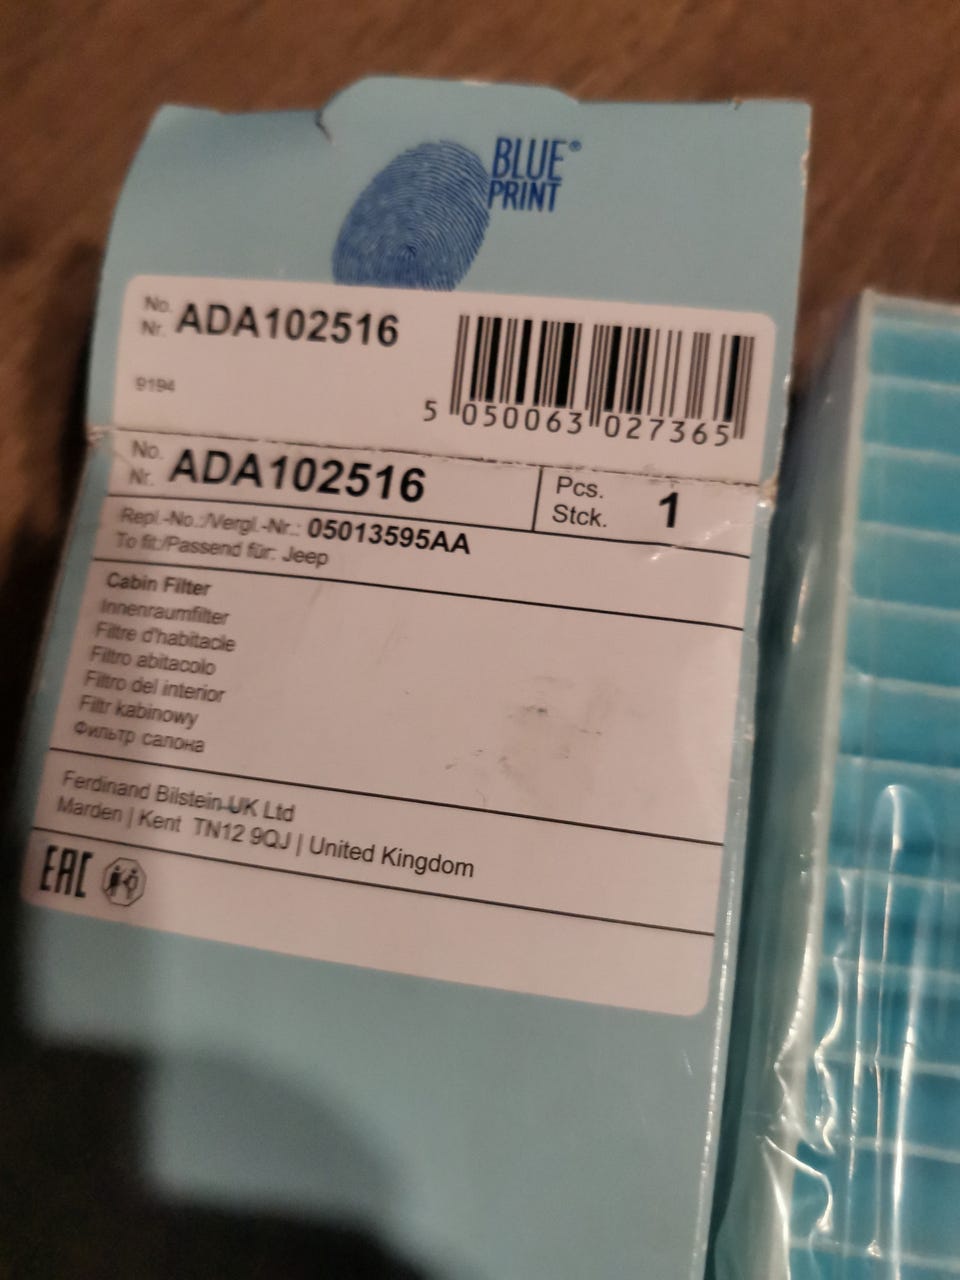 BLUE®
PRINT
No.
Nr. ADA102516
9194
5 050063 027365
No.
Nr. ADA102516
Pcs.
Stck. 1
Repl.-No.:/Vergl.-Nr.: 05013595AA
To fit:/Passend für: Jeep
Cabin Filter
Innenraumfilter
Filtre d'habitacle
Filtro abitacolo
Filtro del interior
Filtr kabinowy
Фильтр салона
Ferdinand Bilstein UK Ltd
Marden | Kent TN12 9QJ | United Kingdom
EAC